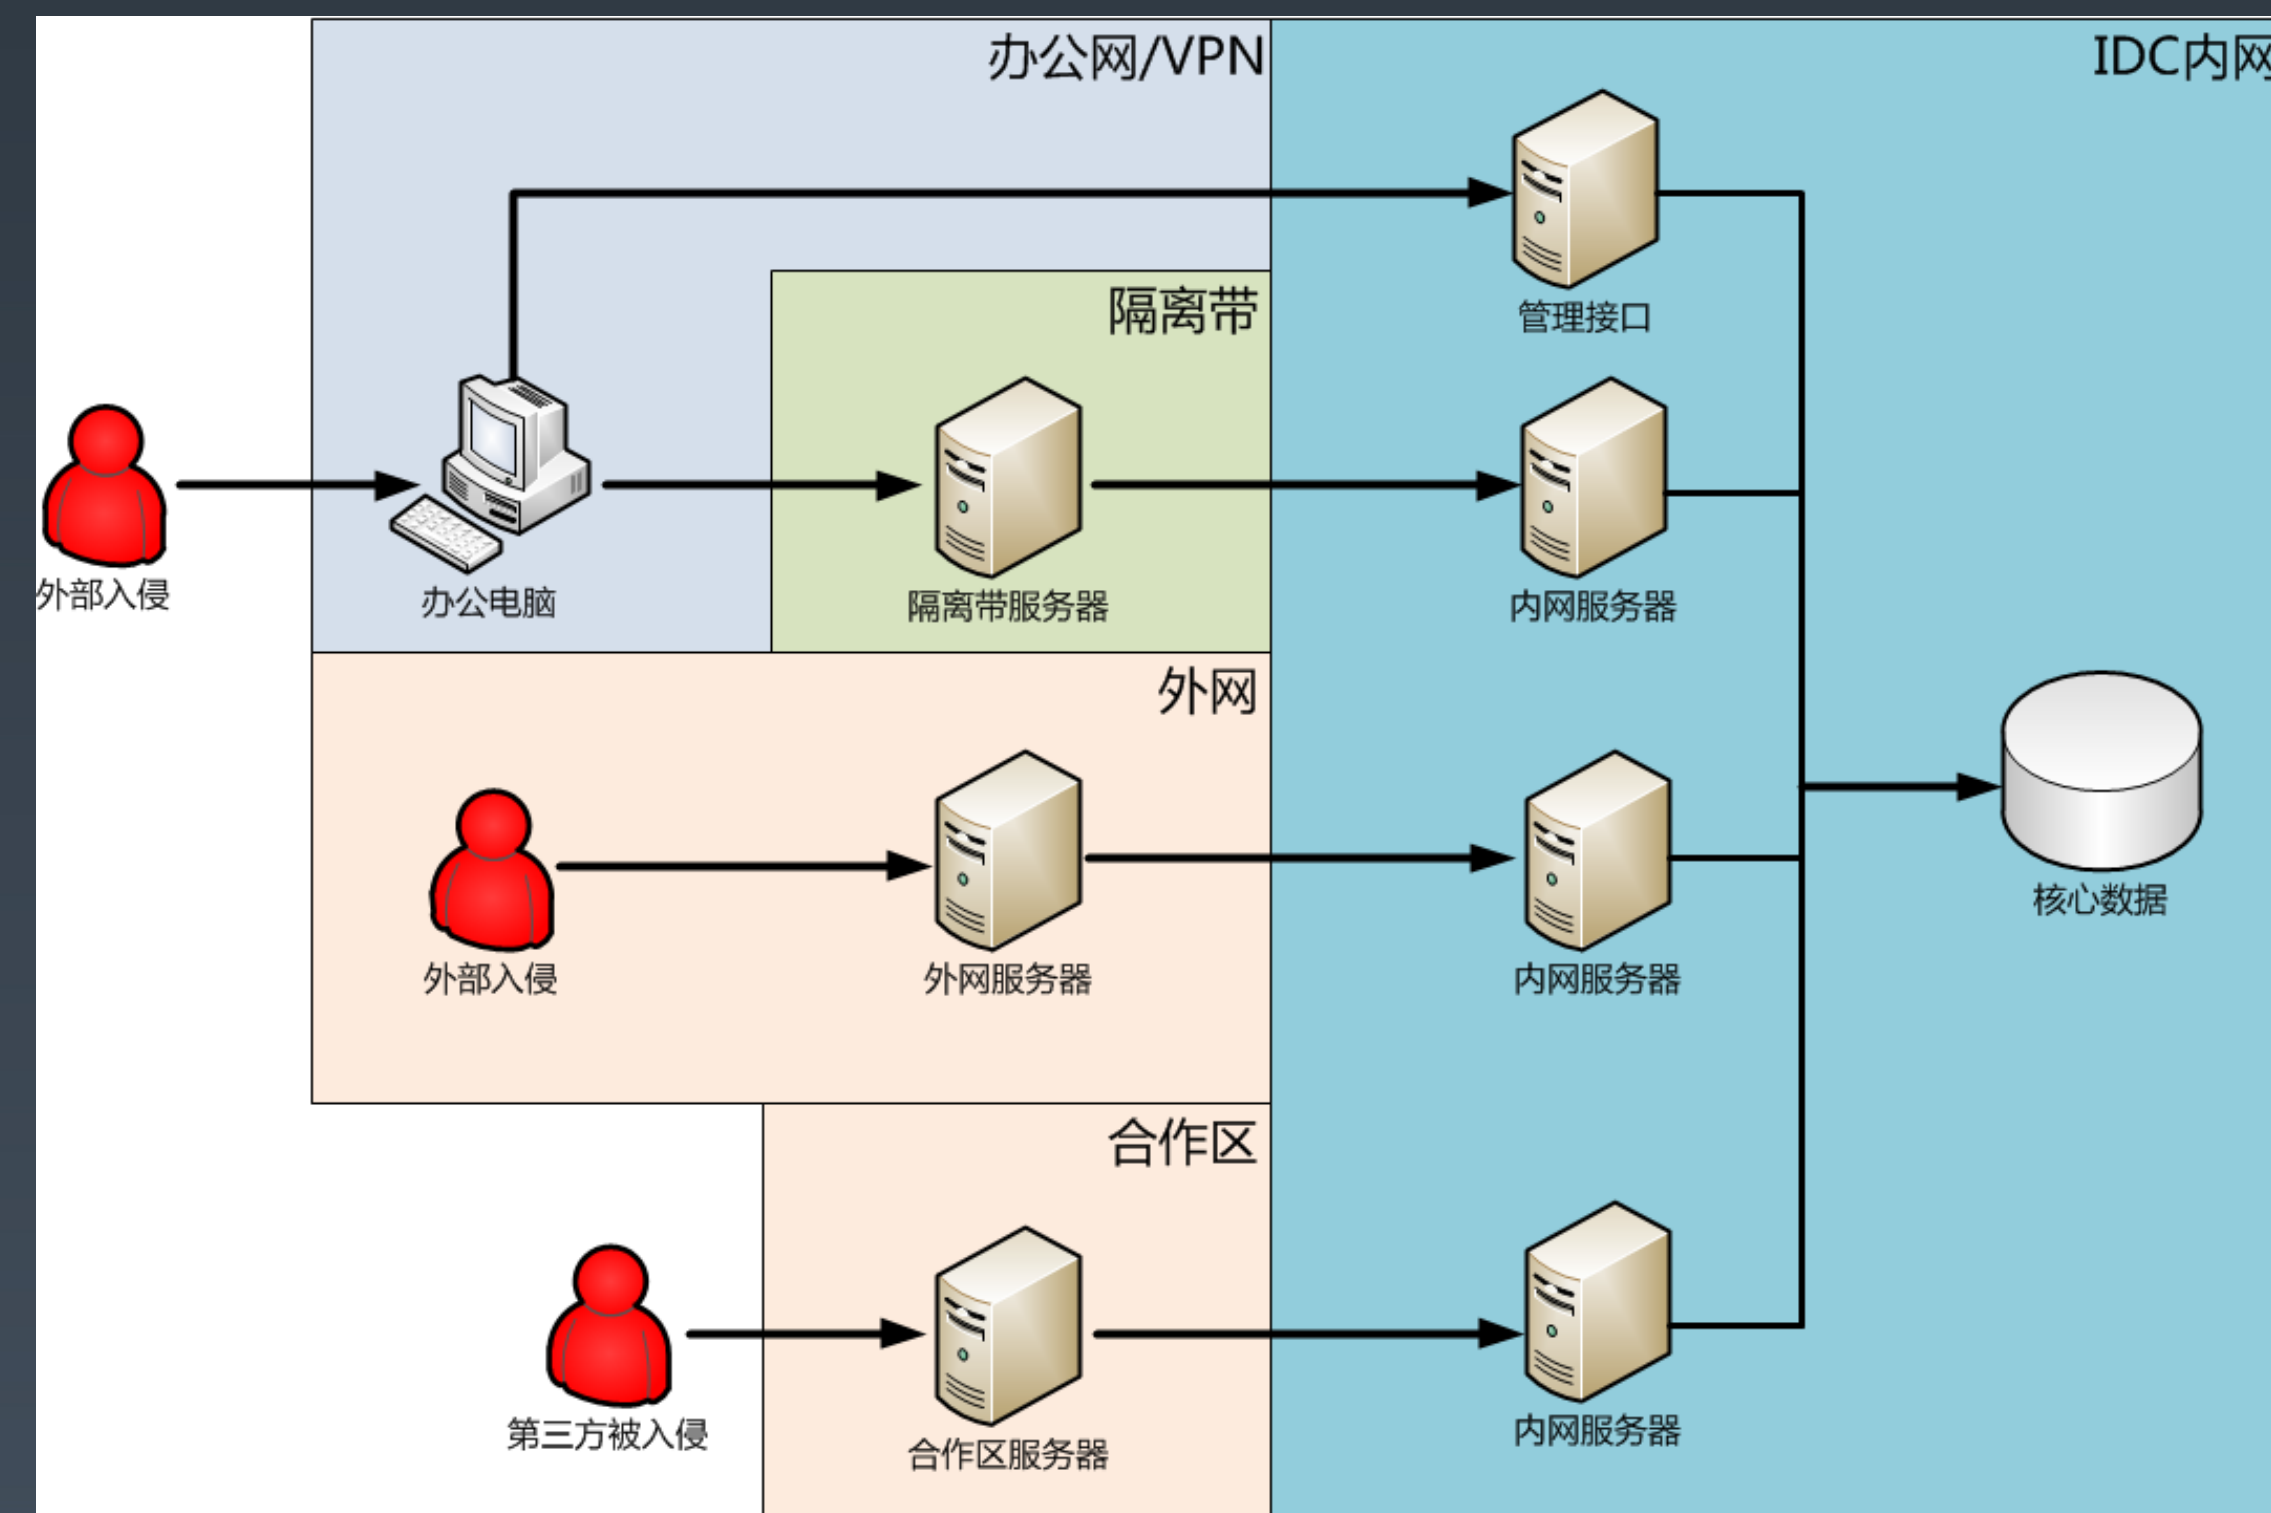 办公网/VPN
IDC内网
管理接口
隔离带
外部入侵
办公电脑
隔离带服务器
内网服务器
外网
外部入侵
外网服务器
内网服务器
核心数据
合作区
第三方被入侵
合作区服务器
内网服务器